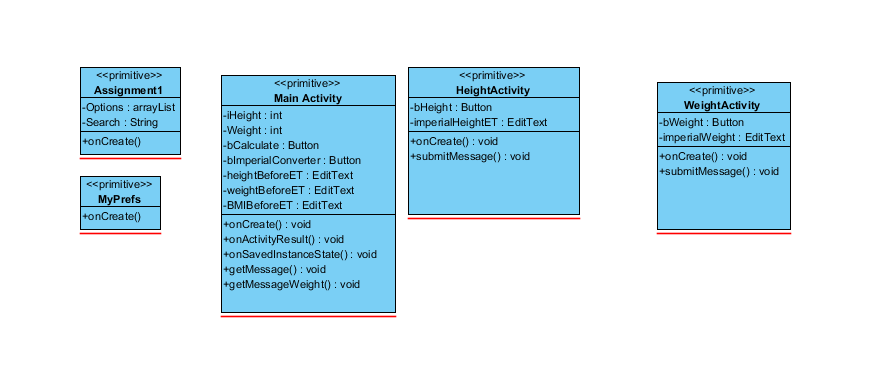 <<primitive>>
Assignment1
-Options : arrayList
-Search : String
+onCreate()
<<primitive>>
MyPrefs
+onCreate()
<<primitive>>
Main Activity
-iHeight : int
-Weight : int
-bCalculate : Button
-bImperialConverter : Button
-heightBeforeET : EditText
-weightBeforeET : EditText
-BMIBeforeET : EditText
+onCreate() : void
+onActivityResult() : void
+onSavedInstanceState() : void
+getMessage() : void
+getMessageWeight() : void
<<primitive>>
HeightActivity
-bHeight : Button
-imperialHeightET : EditText
+onCreate() : void
+submitMessage() : void
<<primitive>>
WeightActivity
-bWeight : Button
-imperialWeight : EditText
+onCreate() : void
+submitMessage() : void